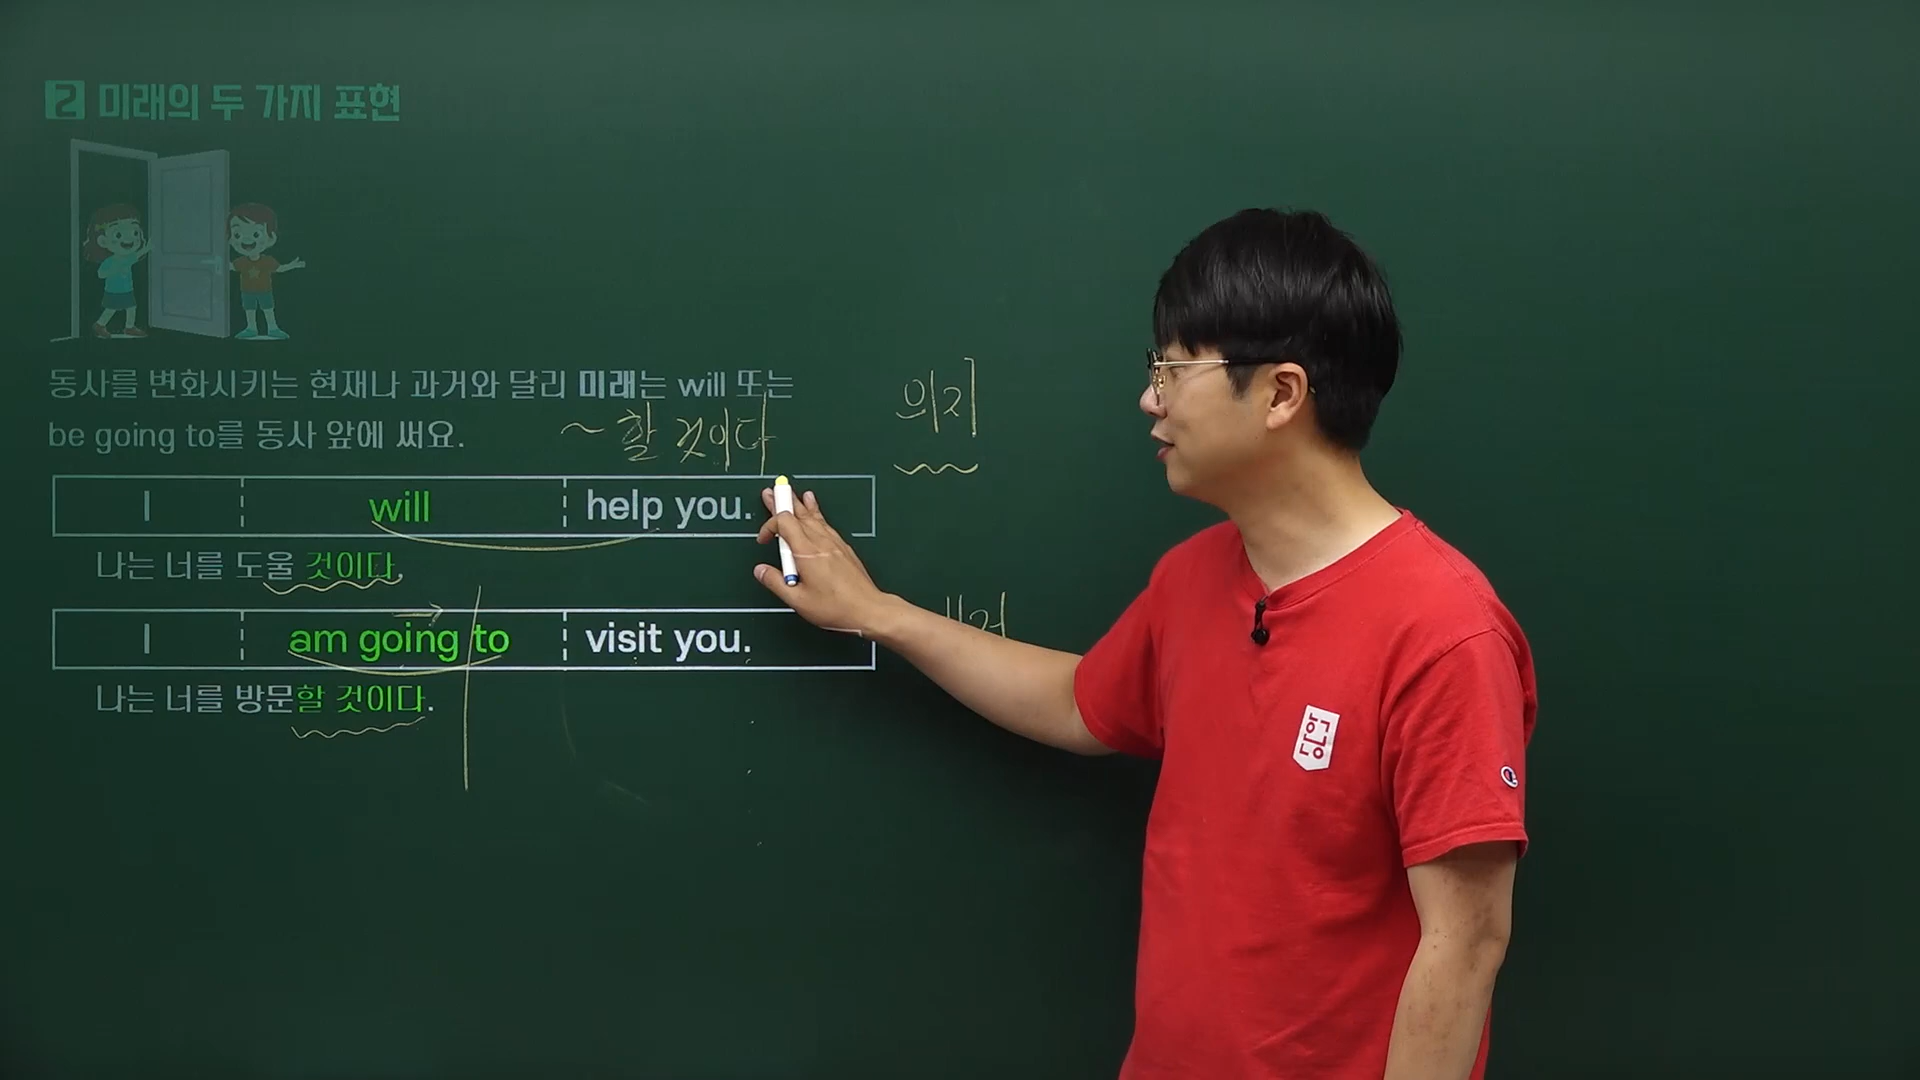 2 미래의 두 가지 표현
동사를 변화시키는 현재나 과거와 달리 미래는 will 또는
be going to를 동사 앞에 써요.
~할 것이다
의지
I will help you.
나는 너를 도울 것이다.
I am going to visit you.
나는 너를 방문할 것이다.